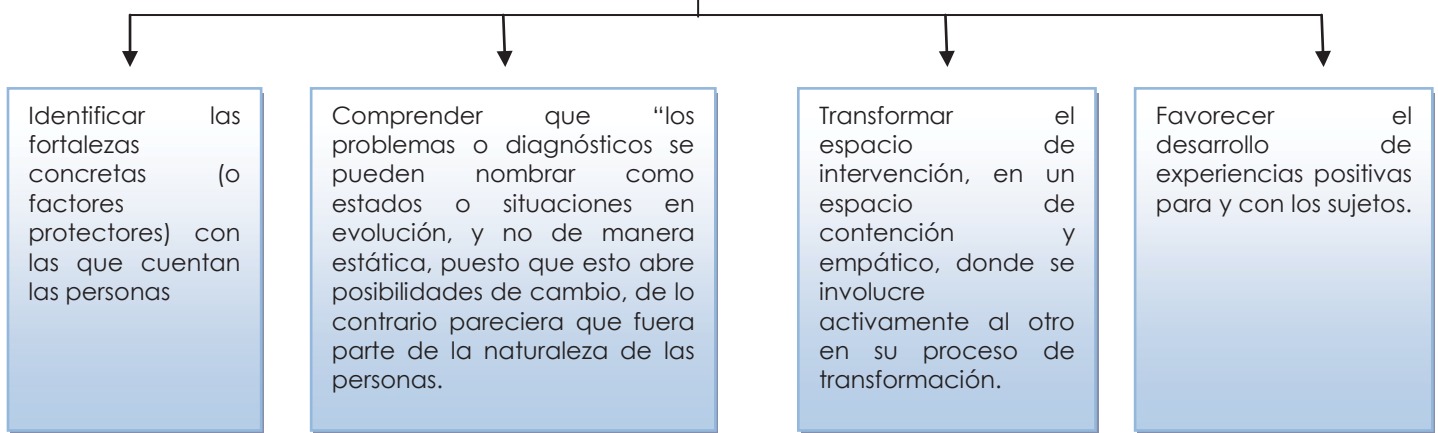 Identificar las
fortalezas
concretas (o
factores
protectores) con
las que cuentan
las personas
Comprender que “los
problemas o diagnósticos se
pueden nombrar como
estados o situaciones en
evolución, y no de manera
estática, puesto que esto abre
posibilidades de cambio, de lo
contrario pareciera que fuera
parte de la naturaleza de las
personas.
Transformar el
espacio de
intervención, en un
espacio de
contención y
empático, donde se
involucre
activamente al otro
en su proceso de
transformación.
Favorecer el
desarrollo de
experiencias positivas
para y con los sujetos.